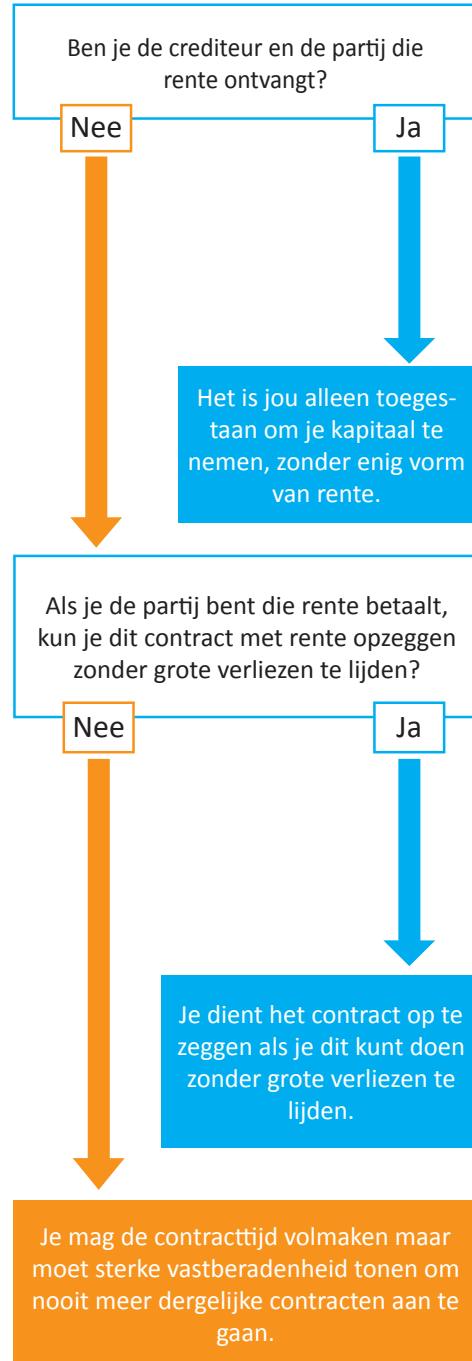 Ben je de crediteur en de partij die
rente ontvangt?
Nee
Ja
Het is jou alleen toeges-
taan om je kapitaal te
nemen, zonder enig vorm
van rente.
Als je de partij bent die rente betaalt,
kun je dit contract met rente opzeggen
zonder grote verliezen te lijden?
Nee
Ja
Je dient het contract op te
zeggen als je dit kunt doen
zonder grote verliezen te
lijden.
Je mag de contracttijd volmaken maar
moet sterke vastberadenheid tonen om
nooit meer dergelijke contracten aan te
gaan.